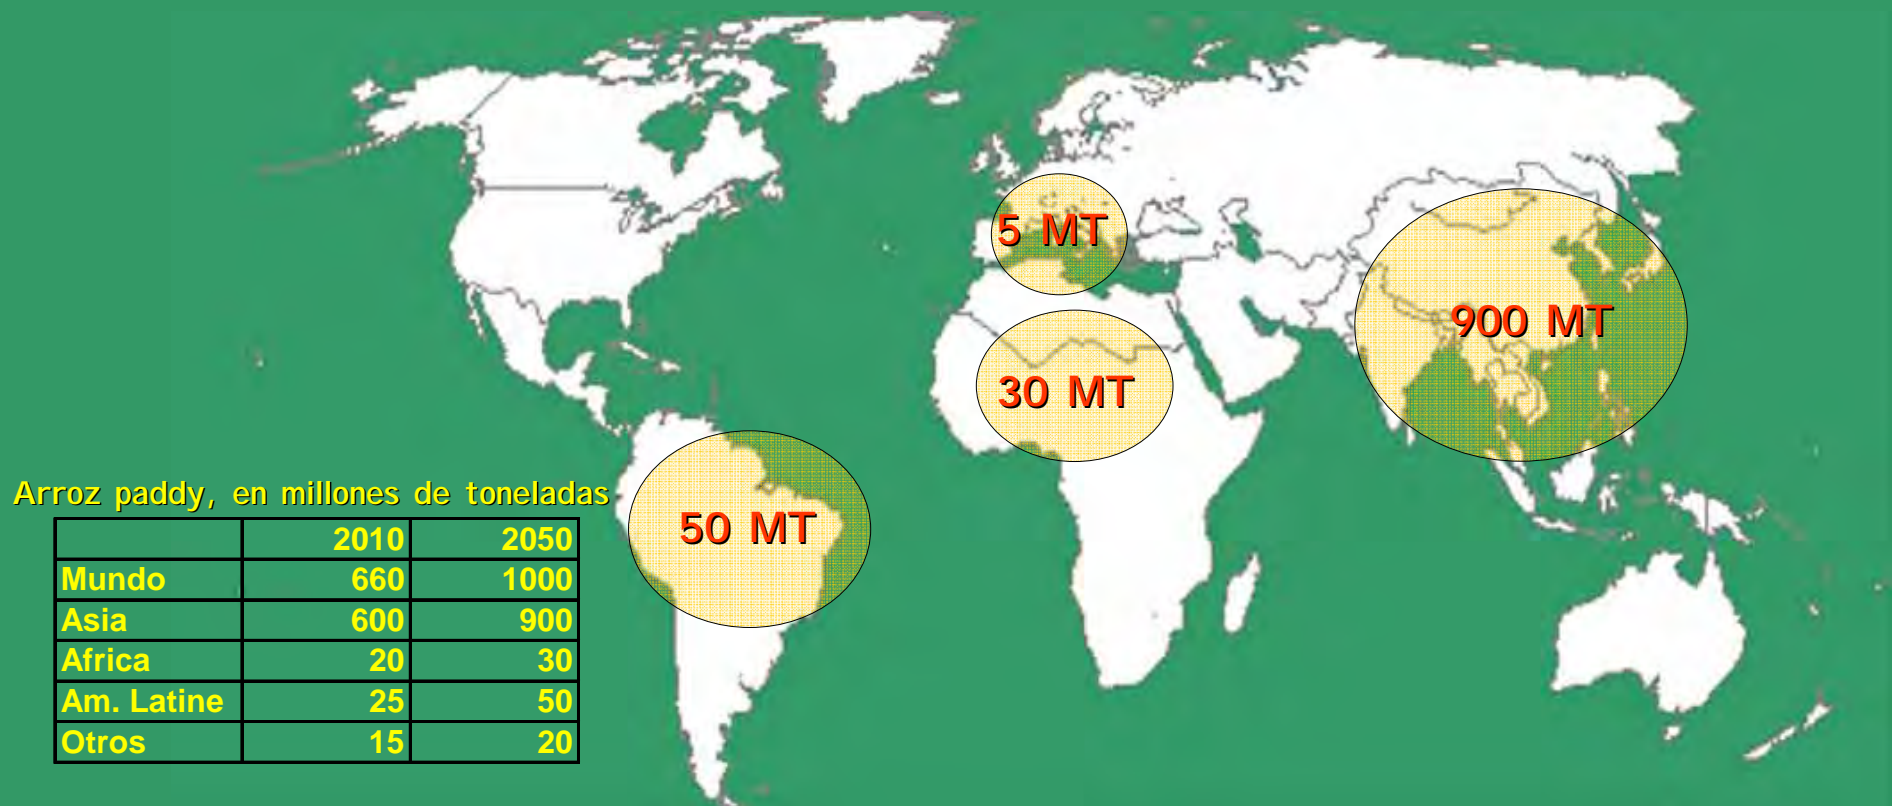 5 MT
900 MT
30 MT
50 MT
Arroz paddy, en millones de toneladas
2010 2050
Mundo 660 1000
Asia 600 900
Africa 20 30
Am. Latine 25 50
Otros 15 20